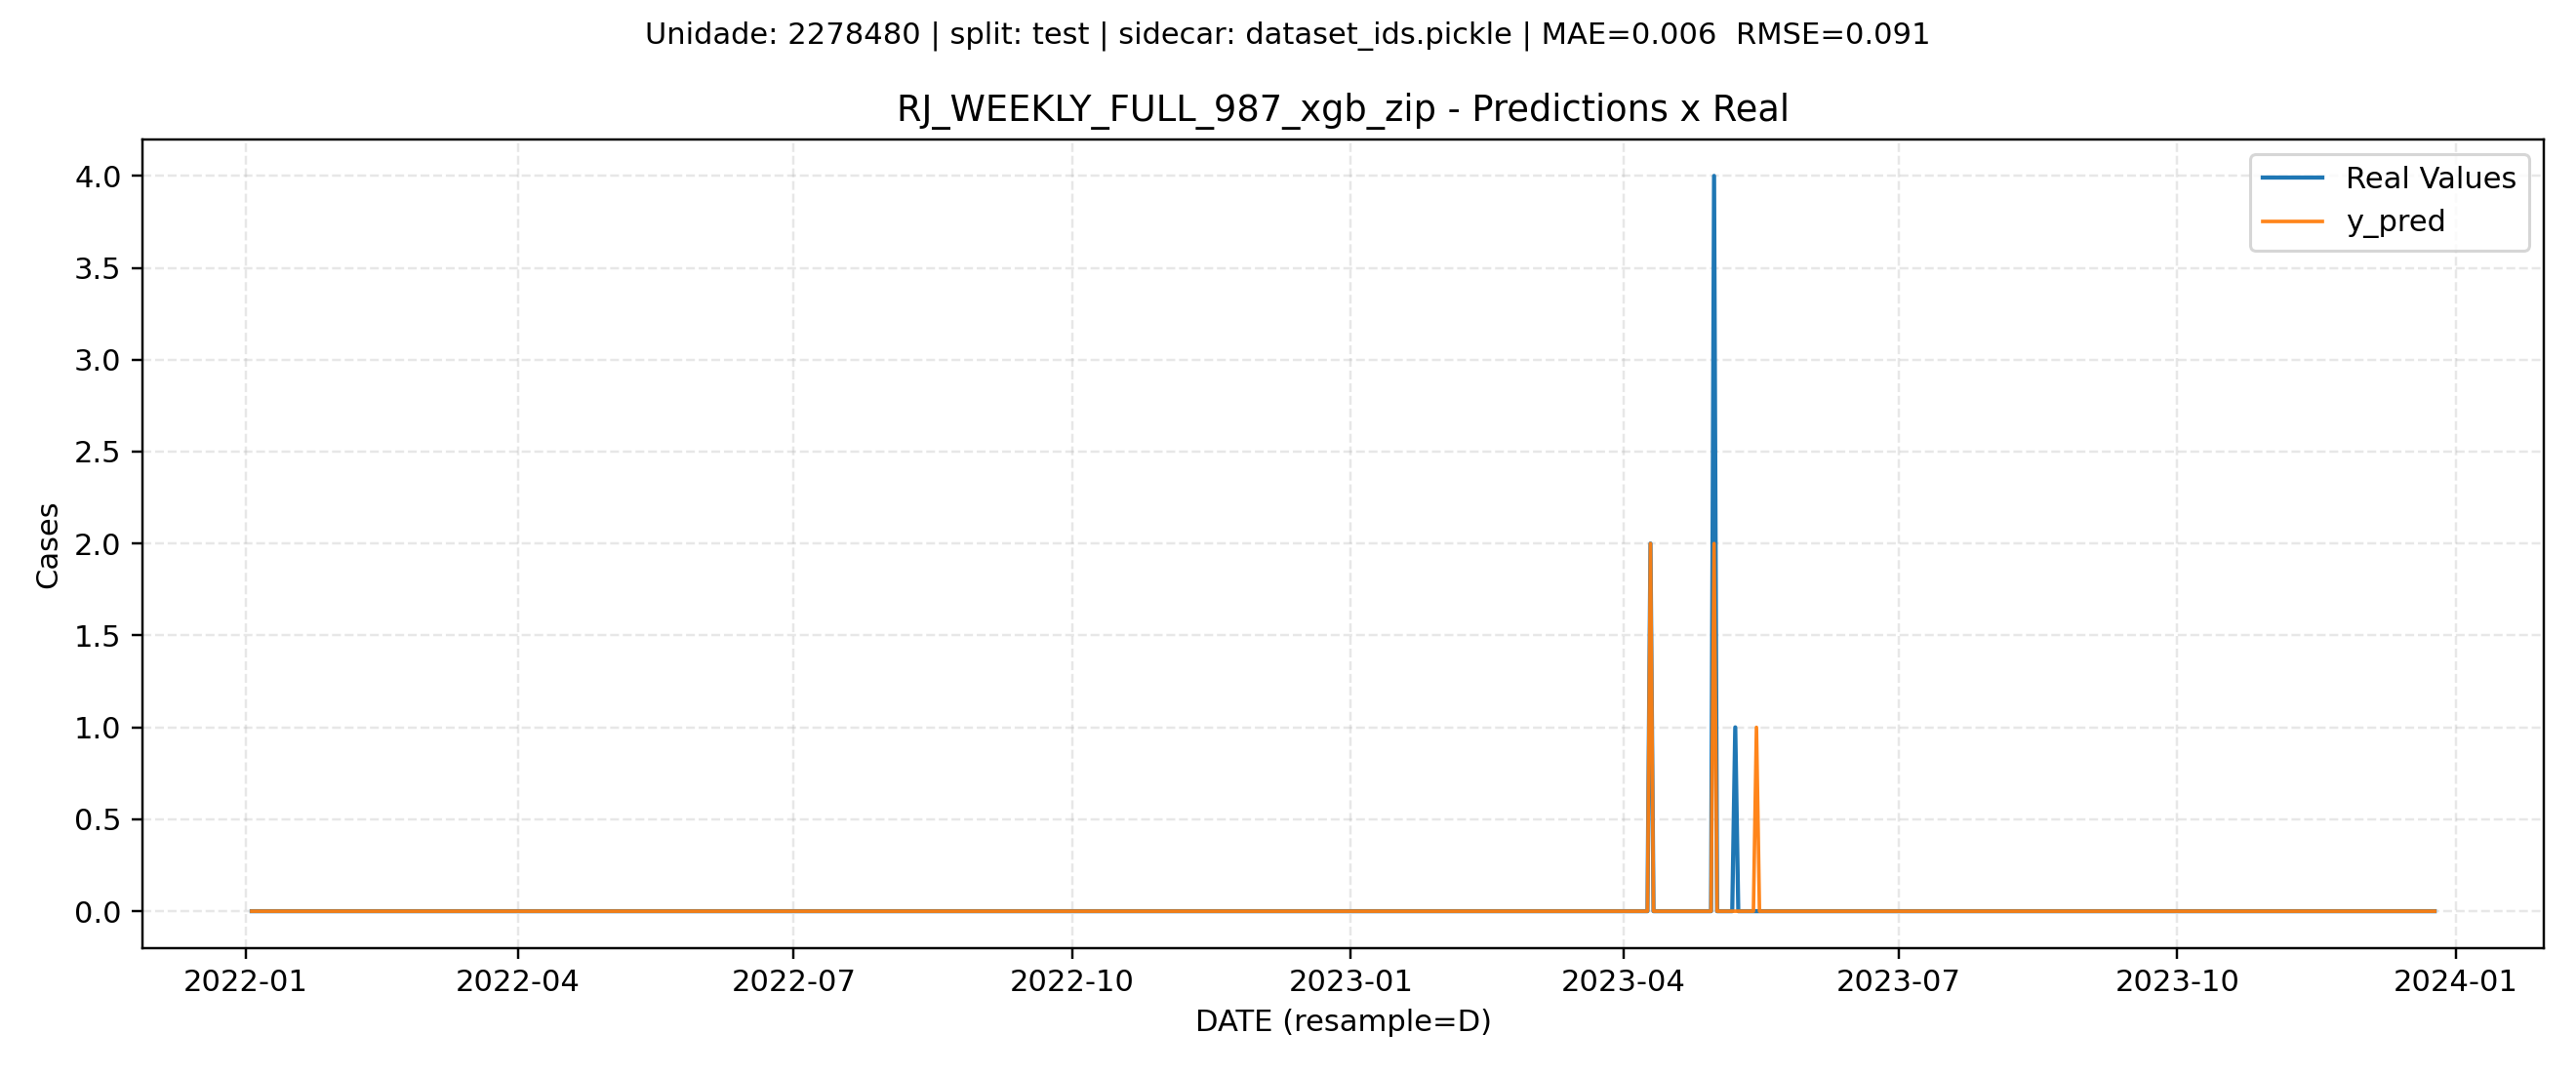 Unidade: 2278480 | split: test | sidecar: dataset_ids.pickle | MAE=0.006  RMSE=0.091
RJ_WEEKLY_FULL_987_xgb_zip - Predictions x Real
Real Values
y_pred
4.0
3.5
3.0
2.5
2.0
1.5
1.0
0.5
0.0
Cases
2022-01 2022-04 2022-07 2022-10 2023-01 2023-04 2023-07 2023-10 2024-01
DATE (resample=D)